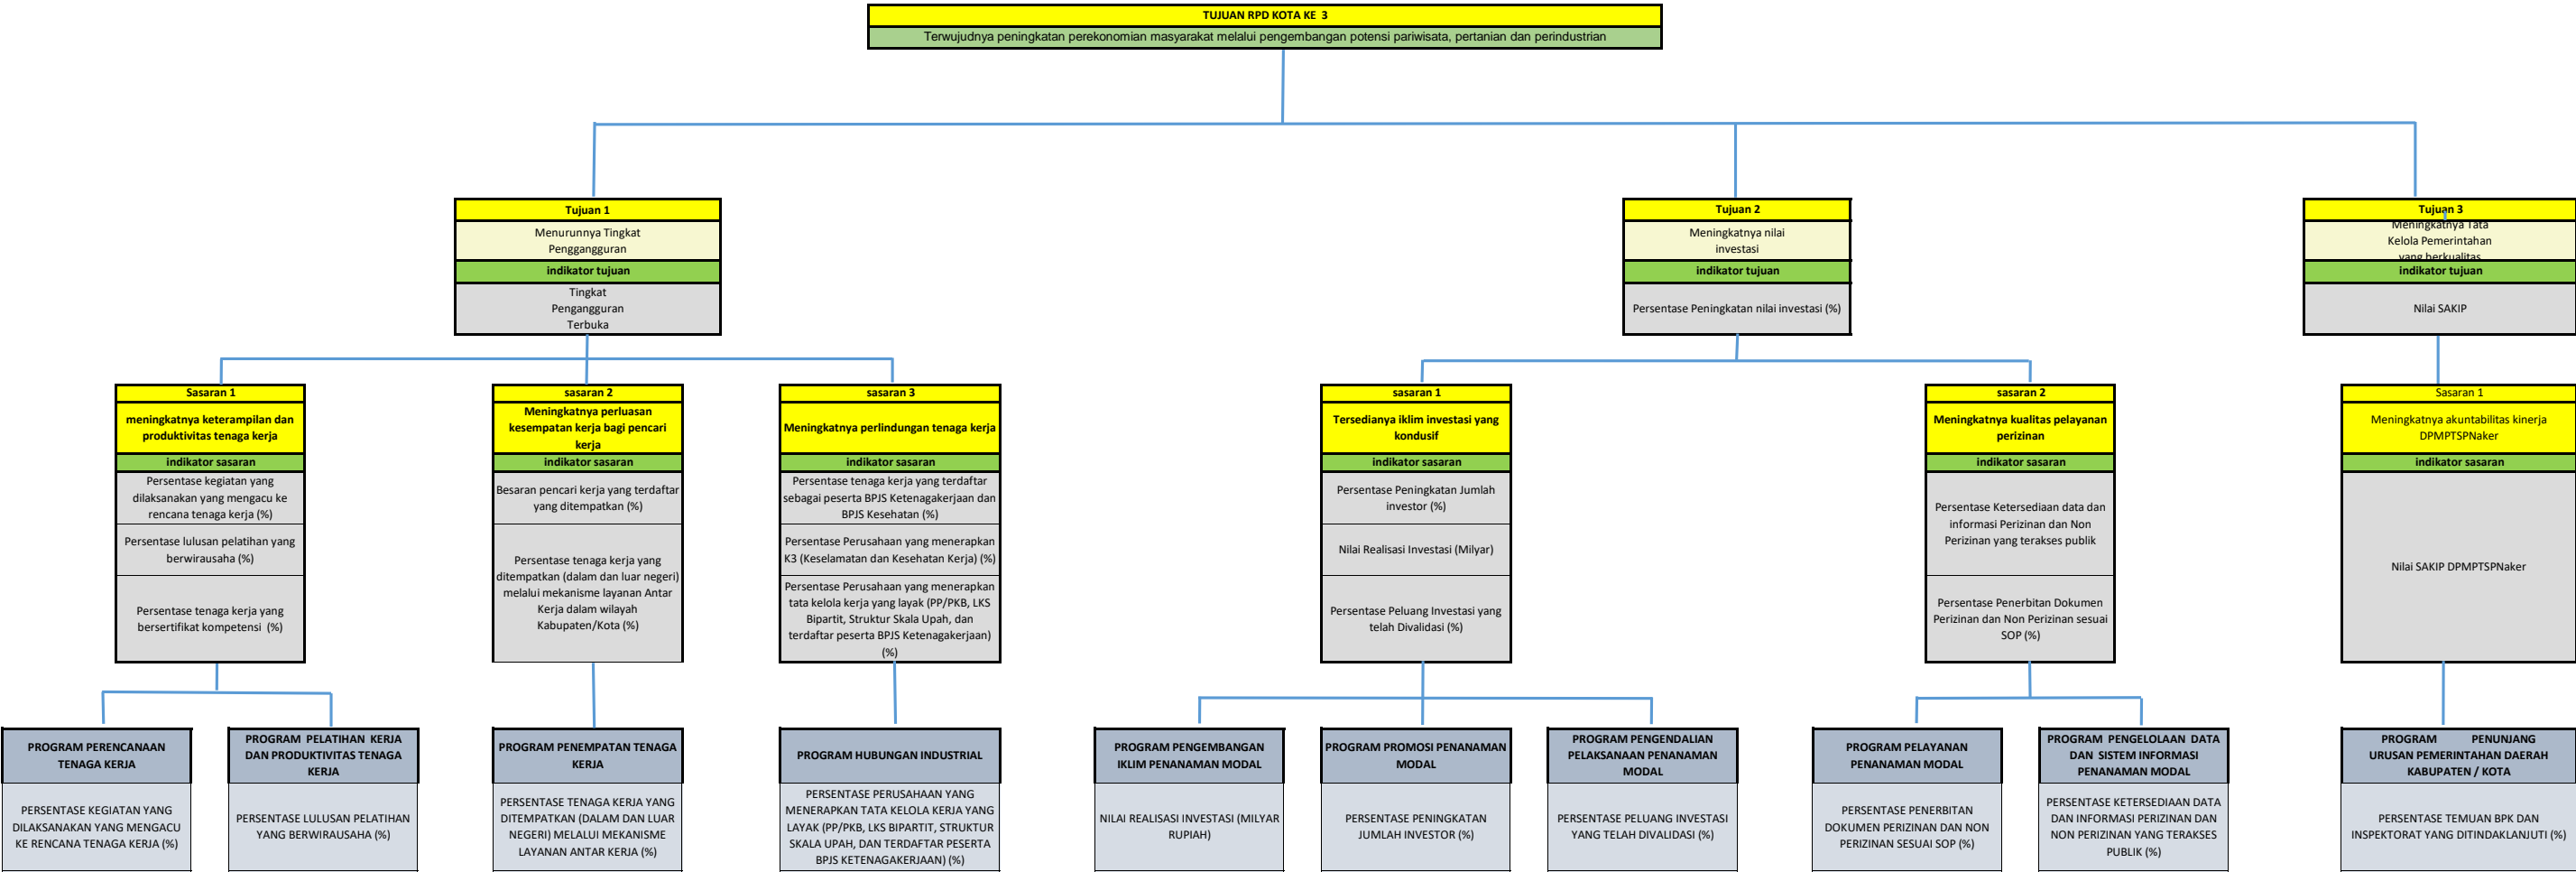 TUJUAN RPD KOTA KE 3
Terwujudnya peningkatan perekonomian masyarakat melalui pengembangan potensi pariwisata, pertanian dan perindustrian
Tujuan 1
Menurunnya Tingkat
Penggangguran
indikator tujuan
Tingkat
Pengangguran
Terbuka
Tujuan 2
Meningkatnya nilai
investasi
indikator tujuan
Persentase Peningkatan nilai investasi (%)
Tujuan 3
Meningkatnya Tata
Kelola Pemerintahan
yang berkualitas
indikator tujuan
Nilai SAKIP
Sasaran 1
meningkatnya keterampilan dan
produktivitas tenaga kerja
indikator sasaran
Persentase kegiatan yang
dilaksanakan yang mengacu ke
rencana tenaga kerja (%)
Persentase lulusan pelatihan yang
berwirausaha (%)
Persentase tenaga kerja yang
bersertifikat kompetensi (%)
sasaran 2
Meningkatnya perluasan
kesempatan kerja bagi pencari
kerja
indikator sasaran
Besaran pencari kerja yang terdaftar
yang ditempatkan (%)
Persentase tenaga kerja yang
ditempatkan (dalam dan luar negeri)
melalui mekanisme layanan Antar
Kerja dalam wilayah
Kabupaten/Kota (%)
sasaran 3
Meningkatnya perlindungan tenaga kerja
indikator sasaran
Persentase tenaga kerja yang terdaftar
sebagai peserta BPJS Ketenagakerjaan dan
BPJS Kesehatan (%)
Persentase Perusahaan yang menerapkan
K3 (Keselamatan dan Kesehatan Kerja) (%)
Persentase Perusahaan yang menerapkan
tata kelola kerja yang layak (PP/PKB, LKS
Bipartit, Struktur Skala Upah, dan
terdaftar peserta BPJS Ketenagakerjaan)
(%)
sasaran 1
Tersedianya iklim investasi yang
kondusif
indikator sasaran
Persentase Peningkatan Jumlah
investor (%)
Nilai Realisasi Investasi (Milyar)
Persentase Peluang Investasi yang
telah Divalidasi (%)
sasaran 2
Meningkatnya kualitas pelayanan
perizinan
indikator sasaran
Persentase Ketersediaan data dan
informasi Perizinan dan Non
Perizinan yang terakses publik
Persentase Penerbitan Dokumen
Perizinan dan Non Perizinan sesuai
SOP (%)
Sasaran 1
Meningkatnya akuntabilitas kinerja
DPMPTSPNaker
indikator sasaran
Nilai SAKIP DPMPTSPNaker
PROGRAM PERENCANAAN
TENAGA KERJA
PERSENTASE KEGIATAN YANG
DILAKSANAKAN YANG MENGACU
KE RENCANA TENAGA KERJA (%)
PROGRAM PELATIHAN KERJA
DAN PRODUKTIVITAS TENAGA
KERJA
PERSENTASE LULUSAN PELATIHAN
YANG BERWIRAUSAHA (%)
PROGRAM PENEMPATAN TENAGA
KERJA
PERSENTASE TENAGA KERJA YANG
DITEMPATKAN (DALAM DAN LUAR
NEGERI) MELALUI MEKANISME
LAYANAN ANTAR KERJA (%)
PROGRAM HUBUNGAN INDUSTRIAL
PERSENTASE PERUSAHAAN YANG
MENERAPKAN TATA KELOLA KERJA YANG
LAYAK (PP/PKB, LKS BIPARTIT, STRUKTUR
SKALA UPAH, DAN TERDAFTAR PESERTA
BPJS KETENAGAKERJAAN) (%)
PROGRAM PENGEMBANGAN
IKLIM PENANAMAN MODAL
NILAI REALISASI INVESTASI (MILYAR
RUPIAH)
PROGRAM PROMOSI PENANAMAN
MODAL
PERSENTASE PENINGKATAN
JUMLAH INVESTOR (%)
PROGRAM PENGENDALIAN
PELAKSANAAN PENANAMAN
MODAL
PERSENTASE PELUANG INVESTASI
YANG TELAH DIVALIDASI (%)
PROGRAM PELAYANAN
PENANAMAN MODAL
PERSENTASE PENERBITAN
DOKUMEN PERIZINAN DAN NON
PERIZINAN SESUAI SOP (%)
PROGRAM PENGELOLAAN DATA
DAN SISTEM INFORMASI
PENANAMAN MODAL
PERSENTASE KETERSEDIAAN DATA
DAN INFORMASI PERIZINAN DAN
NON PERIZINAN YANG TERAKSES
PUBLIK (%)
PROGRAM PENUNJANG
URUSAN PEMERINTAHAN DAERAH
KABUPATEN / KOTA
PERSENTASE TEMUAN BPK DAN
INSPEKTORAT YANG DITINDAKLANJUTI (%)